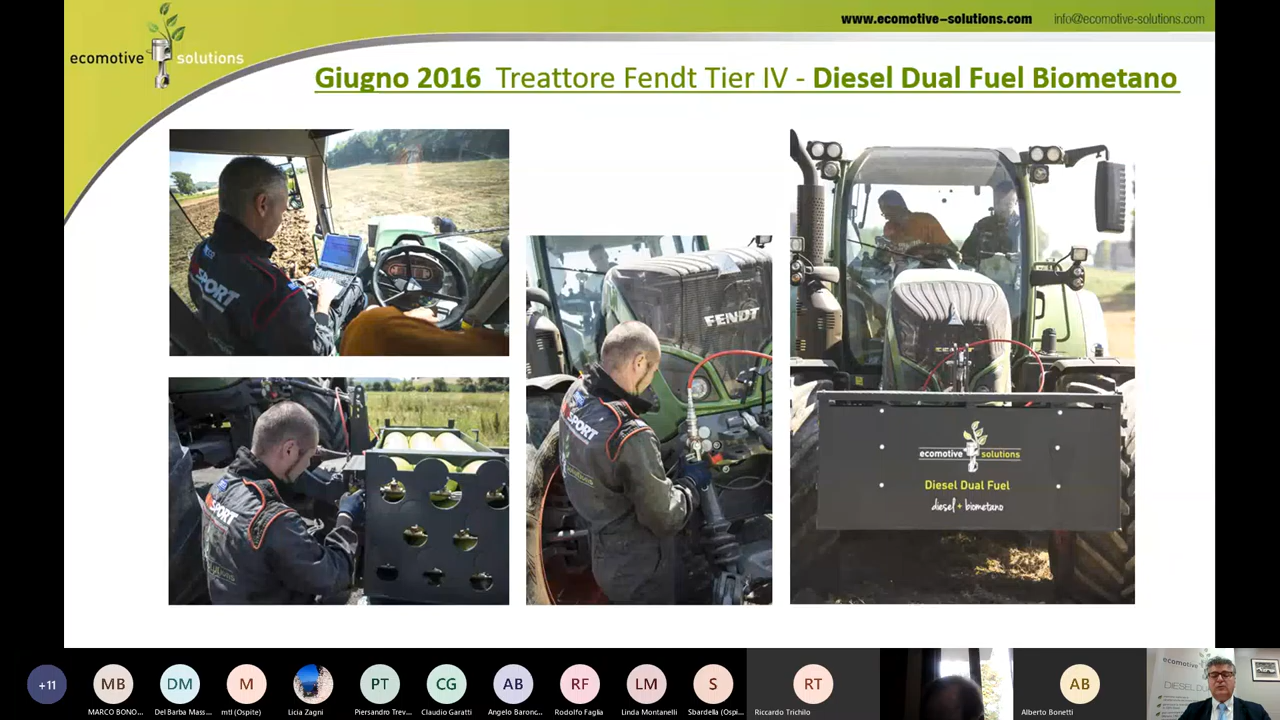 www.ecomotive-solutions.com info@ecomotive-solutions.com
ecomotive solutions
Giugno 2016 Treattore Fendt Tier IV - Diesel Dual Fuel Biometano
SPORT
FENDT
SPORT
SPORT
ecomotive solutions
Diesel Dual Fuel
diesel + biometano
+11
MB
DM
M
PT
CG
AB
RF
LM
S
RT
AB
ecomotive
MARCO BONO...
Del Barba Mass...
mtl (Ospite)
Licia Zagni
Piersandro Trev...
Claudio Garatti
Angelo Baronc...
Rodolfo Faglia
Linda Montanelli
Sbardella (Ospi...
Riccardo Trichilo
Alberto Bonetti